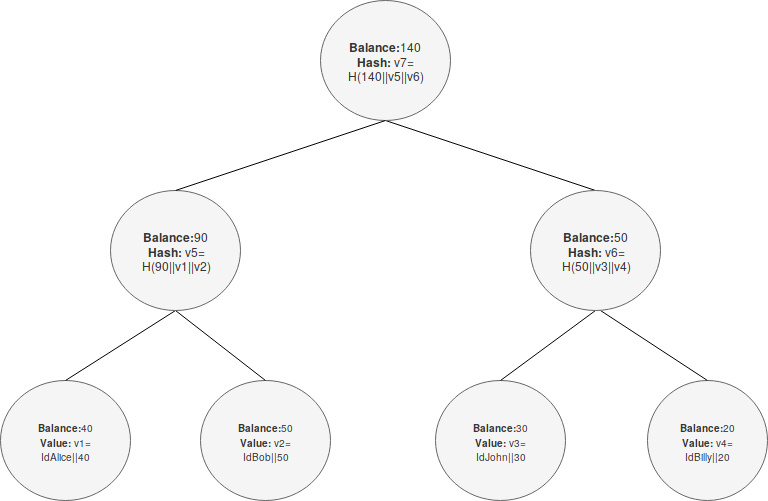 Balance:140
Hash: v7=
H(140||v5||v6)
Balance:90
Hash: v5=
H(90||v1||v2)
Balance:50
Hash: v6=
H(50||v3||v4)
Balance:40
Value: v1=
IdAlice||40
Balance:50
Value: v2=
IdBob||50
Balance:30
Value: v3=
IdJohn||30
Balance:20
Value: v4=
IdBilly||20